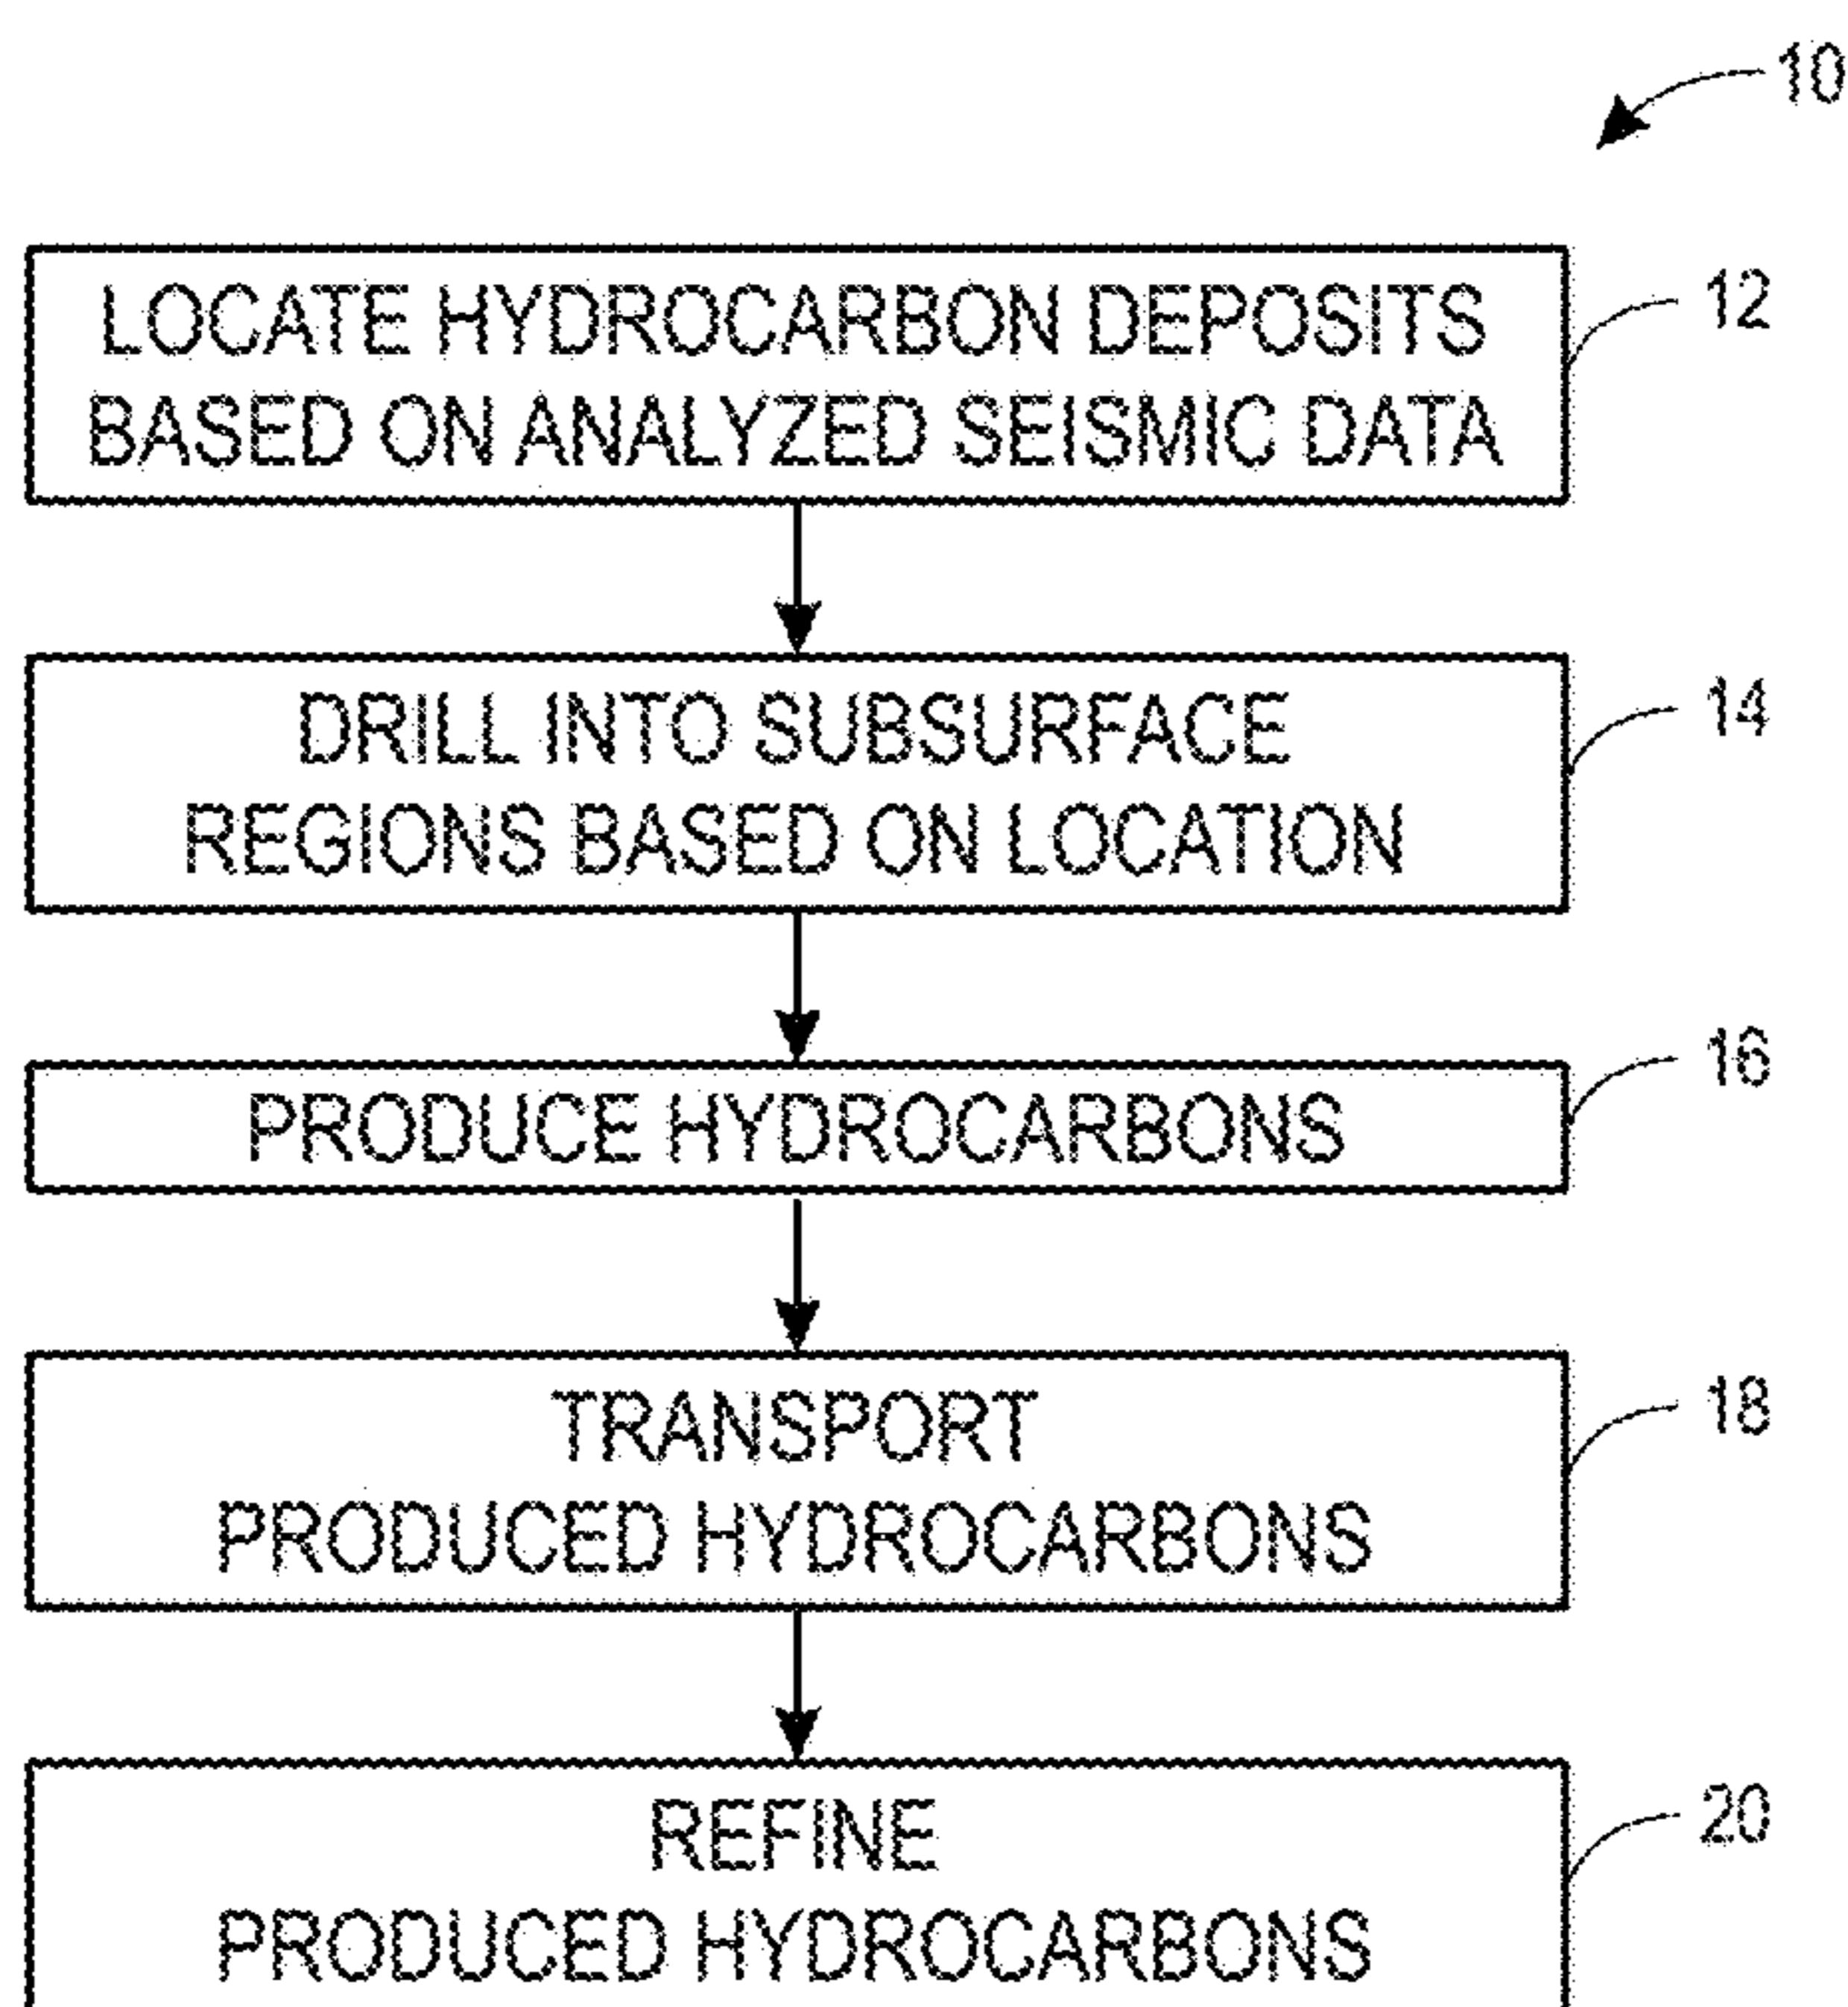 10
LOCATE HYDROCARBON DEPOSITS
BASED ON ANALYZED SEISMIC DATA
12
DRILL INTO SUBSURFACE
REGIONS BASED ON LOCATION
14
PRODUCE HYDROCARBONS
16
TRANSPORT
PRODUCED HYDROCARBONS
18
REFINE
PRODUCED HYDROCARBONS
20